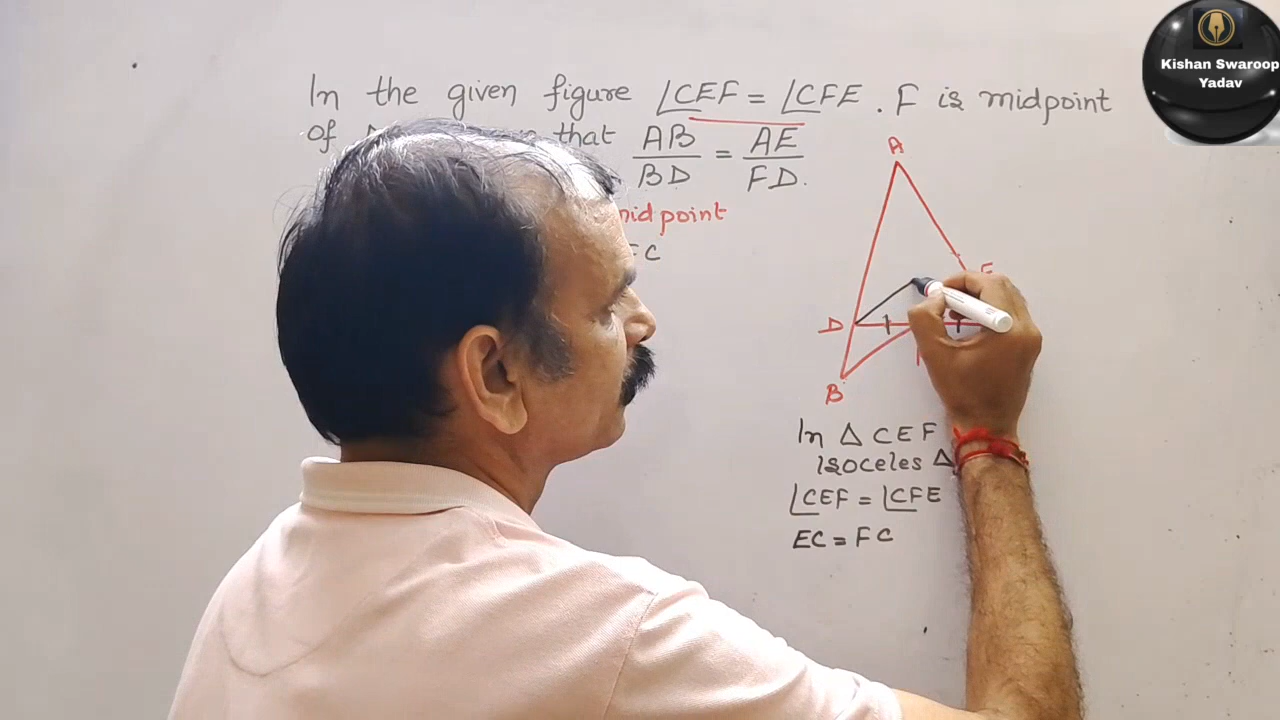 Kishan Swaroop
Yadav
In the given figure ∠CEF = ∠CFE . F is midpoint
of that AB/BD = AE/FD.
midpoint
A
D
B
In △ CEF
Isoceles △
∠CEF = ∠CFE
EC = FC